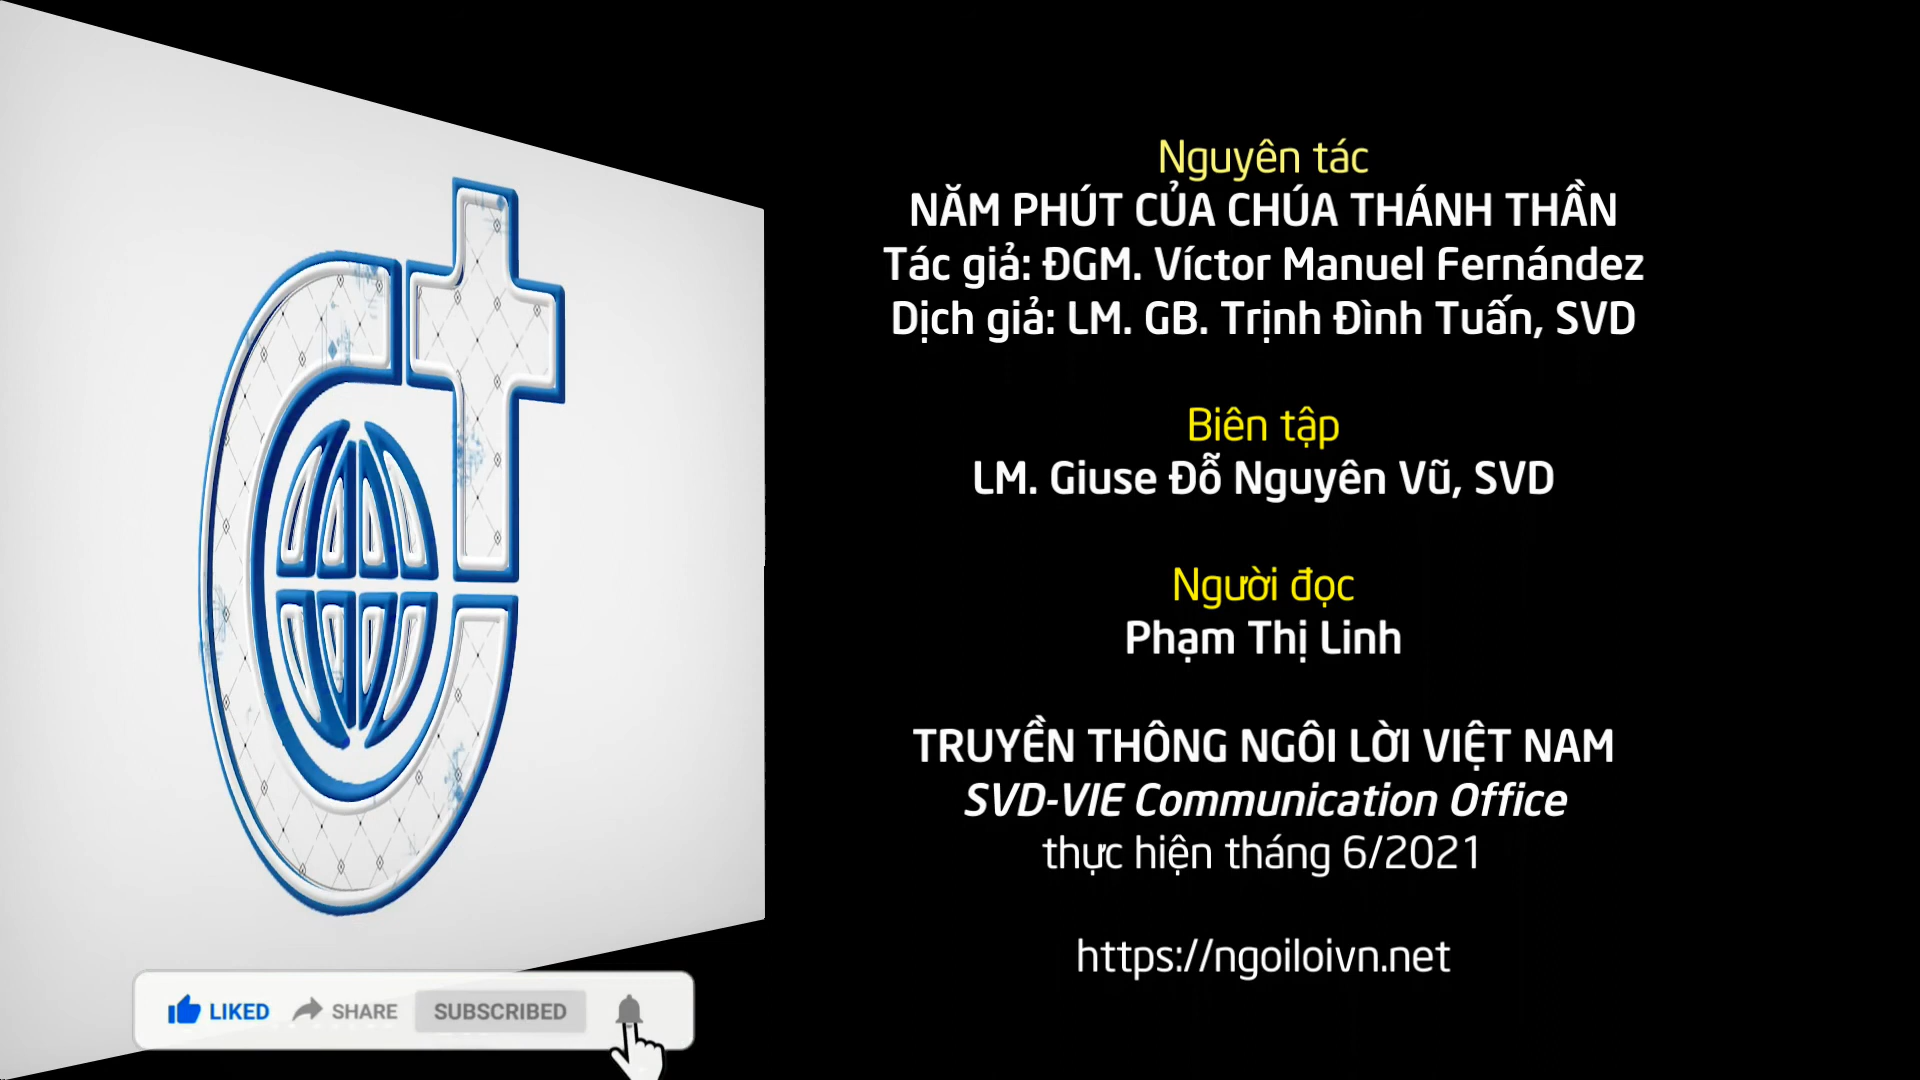 Nguyên tác
NĂM PHÚT CỦA CHÚA THÁNH THẦN
Tác giả: ĐGM. Víctor Manuel Fernández
Dịch giả: LM. GB. Trịnh Đình Tuấn, SVD
Biên tập
LM. Giuse Đỗ Nguyên Vũ, SVD
Người đọc
Phạm Thị Linh
TRUYỀN THÔNG NGÔI LỜI VIỆT NAM
SVD-VIE Communication Office
thực hiện tháng 6/2021
https://ngoiloivn.net
LIKED SHARE SUBSCRIBED